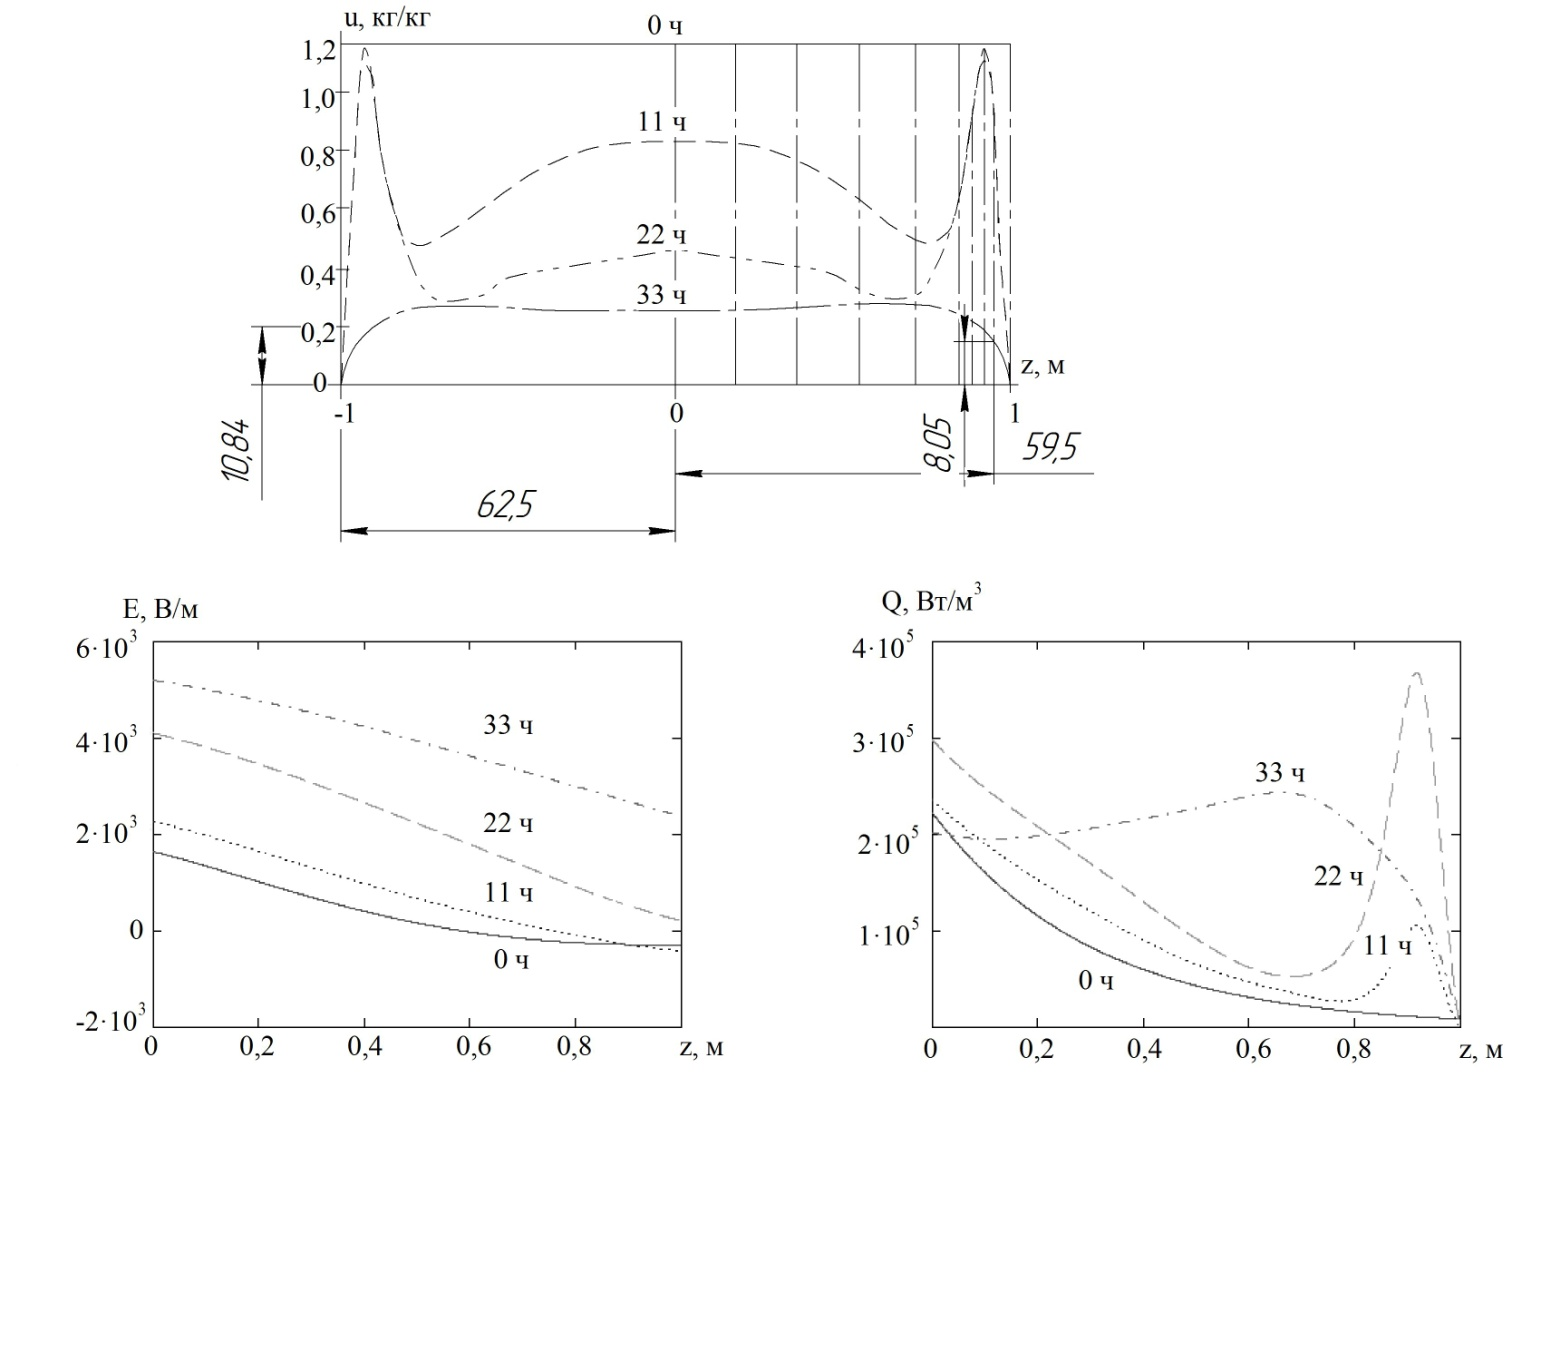 u, кг/кг
0 ч
1,2
1,0
11 ч
0,8
0,6
22 ч
0,4
33 ч
0,2
z, м
0
-1
0
1
10,84
8,05
59,5
62,5
E, В/м
6·10³
33 ч
4·10³
22 ч
2·10³
11 ч
0
0 ч
-2·10³
0
0,2
0,4
0,6
0,8
z, м
Q, Вт/м³
4·10⁵
3·10⁵
33 ч
2·10⁵
22 ч
1·10⁵
11 ч
0 ч
0
0,2
0,4
0,6
0,8
z, м